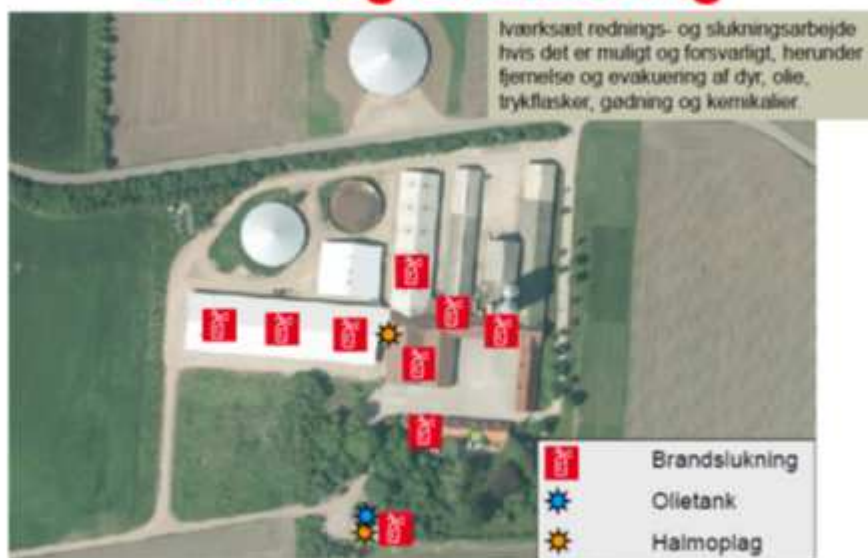 Iværksæt rednings- og slukningsarbejde
hvis det er muligt og forsvarligt, herunder
fjernelse og evakuering af dyr, olie,
trykflasker, gødning og kemikalier.
Brandslukning
Olietank
Halmoplag